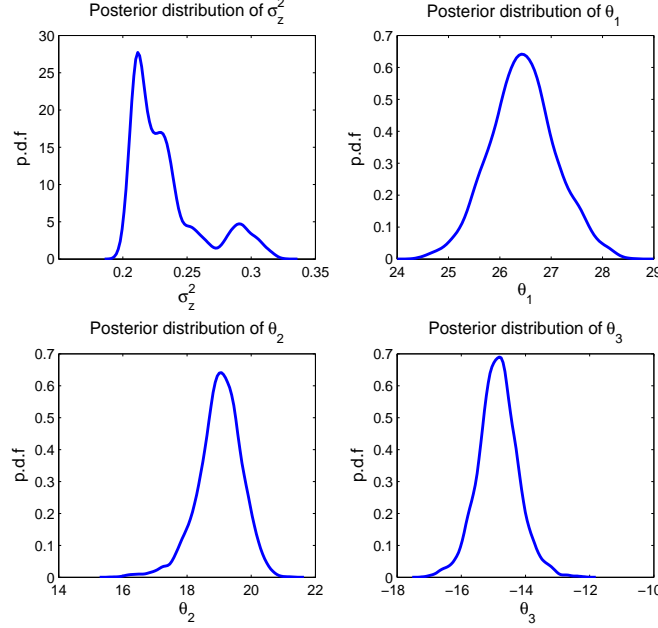 Posterior distribution of σ_z^2
30
25
20
15
10
5
0
0.2 0.25 0.3 0.35
σ_z^2
p.d.f
Posterior distribution of θ_1
0.7
0.6
0.5
0.4
0.3
0.2
0.1
0
24 25 26 27 28 29
θ_1
p.d.f
Posterior distribution of θ_2
0.7
0.6
0.5
0.4
0.3
0.2
0.1
0
14 16 18 20 22
θ_2
p.d.f
Posterior distribution of θ_3
0.7
0.6
0.5
0.4
0.3
0.2
0.1
0
−18 −16 −14 −12 −10
θ_3
p.d.f